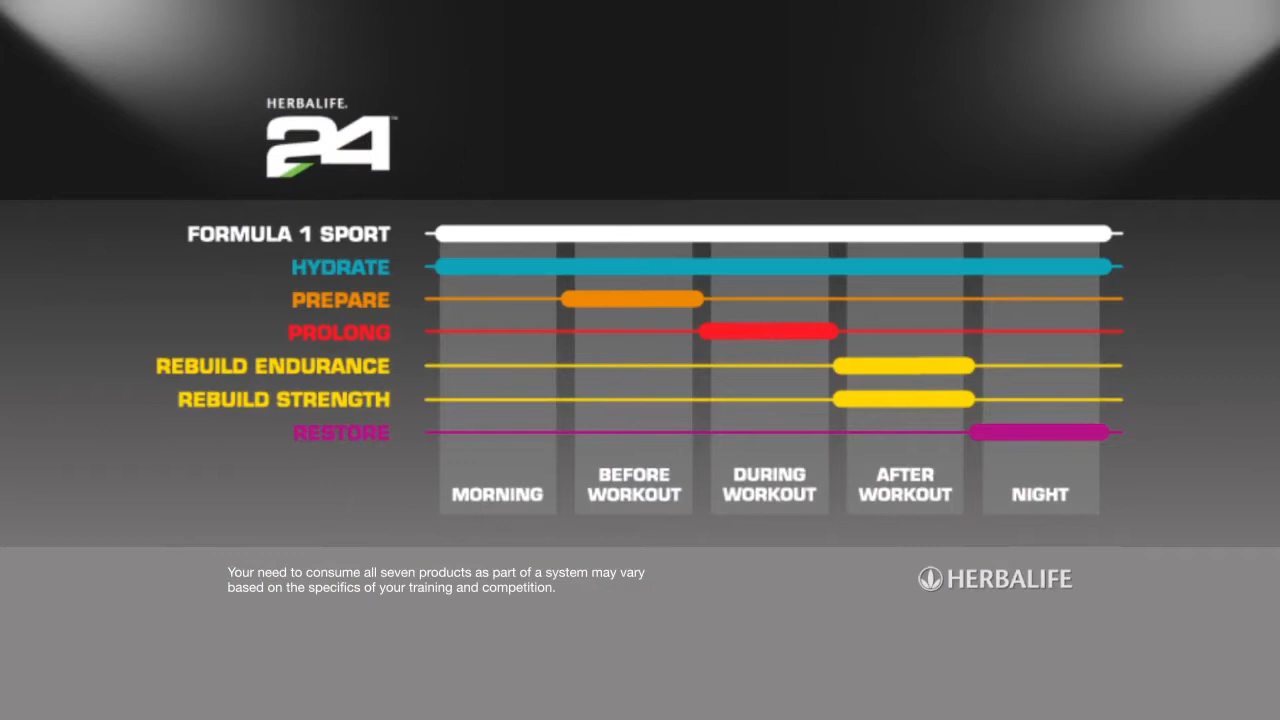 HERBALIFE.
24™
FORMULA 1 SPORT
HYDRATE
PREPARE
PROLONG
REBUILD ENDURANCE
REBUILD STRENGTH
RESTORE
MORNING
BEFORE
WORKOUT
DURING
WORKOUT
AFTER
WORKOUT
NIGHT
Your need to consume all seven products as part of a system may vary
based on the specifics of your training and competition.
HERBALIFE